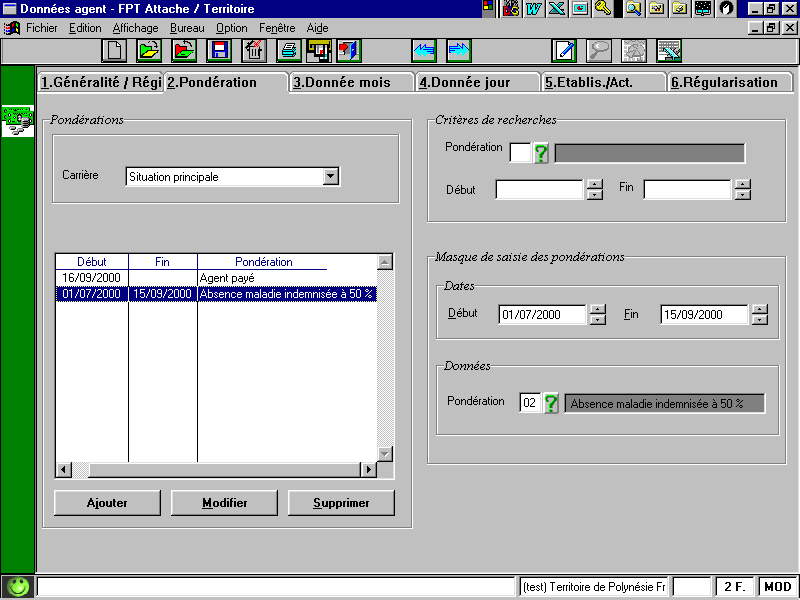 Données agent - FPT Attache / Territoire
Fichier Edition Affichage Bureau Option Fenêtre Aide
1.Généralité / Régi 2.Pondération 3.Donnée mois 4.Donnée jour 5.Etablis./Act. 6.Régularisation
Pondérations
Carrière Situation principale
Début Fin Pondération
16/09/2000 Agent payé
01/07/2000 15/09/2000 Absence maladie indemnisée à 50 %
Ajouter Modifier Supprimer
Critères de recherches
Pondération ?
Début Fin
Masque de saisie des pondérations
Dates
Début 01/07/2000 Fin 15/09/2000
Données
Pondération 02 ? Absence maladie indemnisée à 50 %
(test) Territoire de Polynésie Fr 2 F. MOD